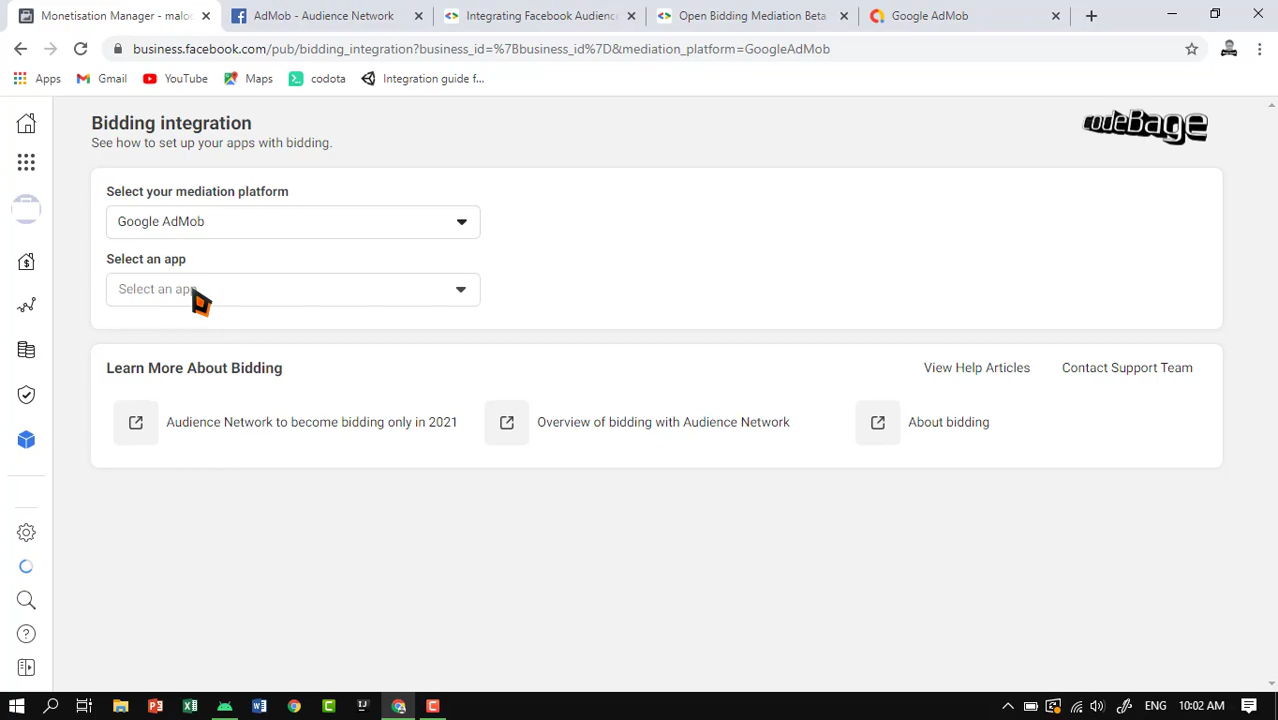 Monetisation Manager - malo
AdMob - Audience Network
Integrating Facebook Audience
Open Bidding Mediation Beta
Google AdMob
business.facebook.com/pub/bidding_integration?business_id=%7Bbusiness_id%7D&mediation_platform=GoogleAdMob
Apps
Gmail
YouTube
Maps
codota
Integration guide f...
Bidding integration
See how to set up your apps with bidding.
codeBage
Select your mediation platform
Google AdMob
Select an app
Select an app
Learn More About Bidding
View Help Articles
Contact Support Team
Audience Network to become bidding only in 2021
Overview of bidding with Audience Network
About bidding
ENG
10:02 AM